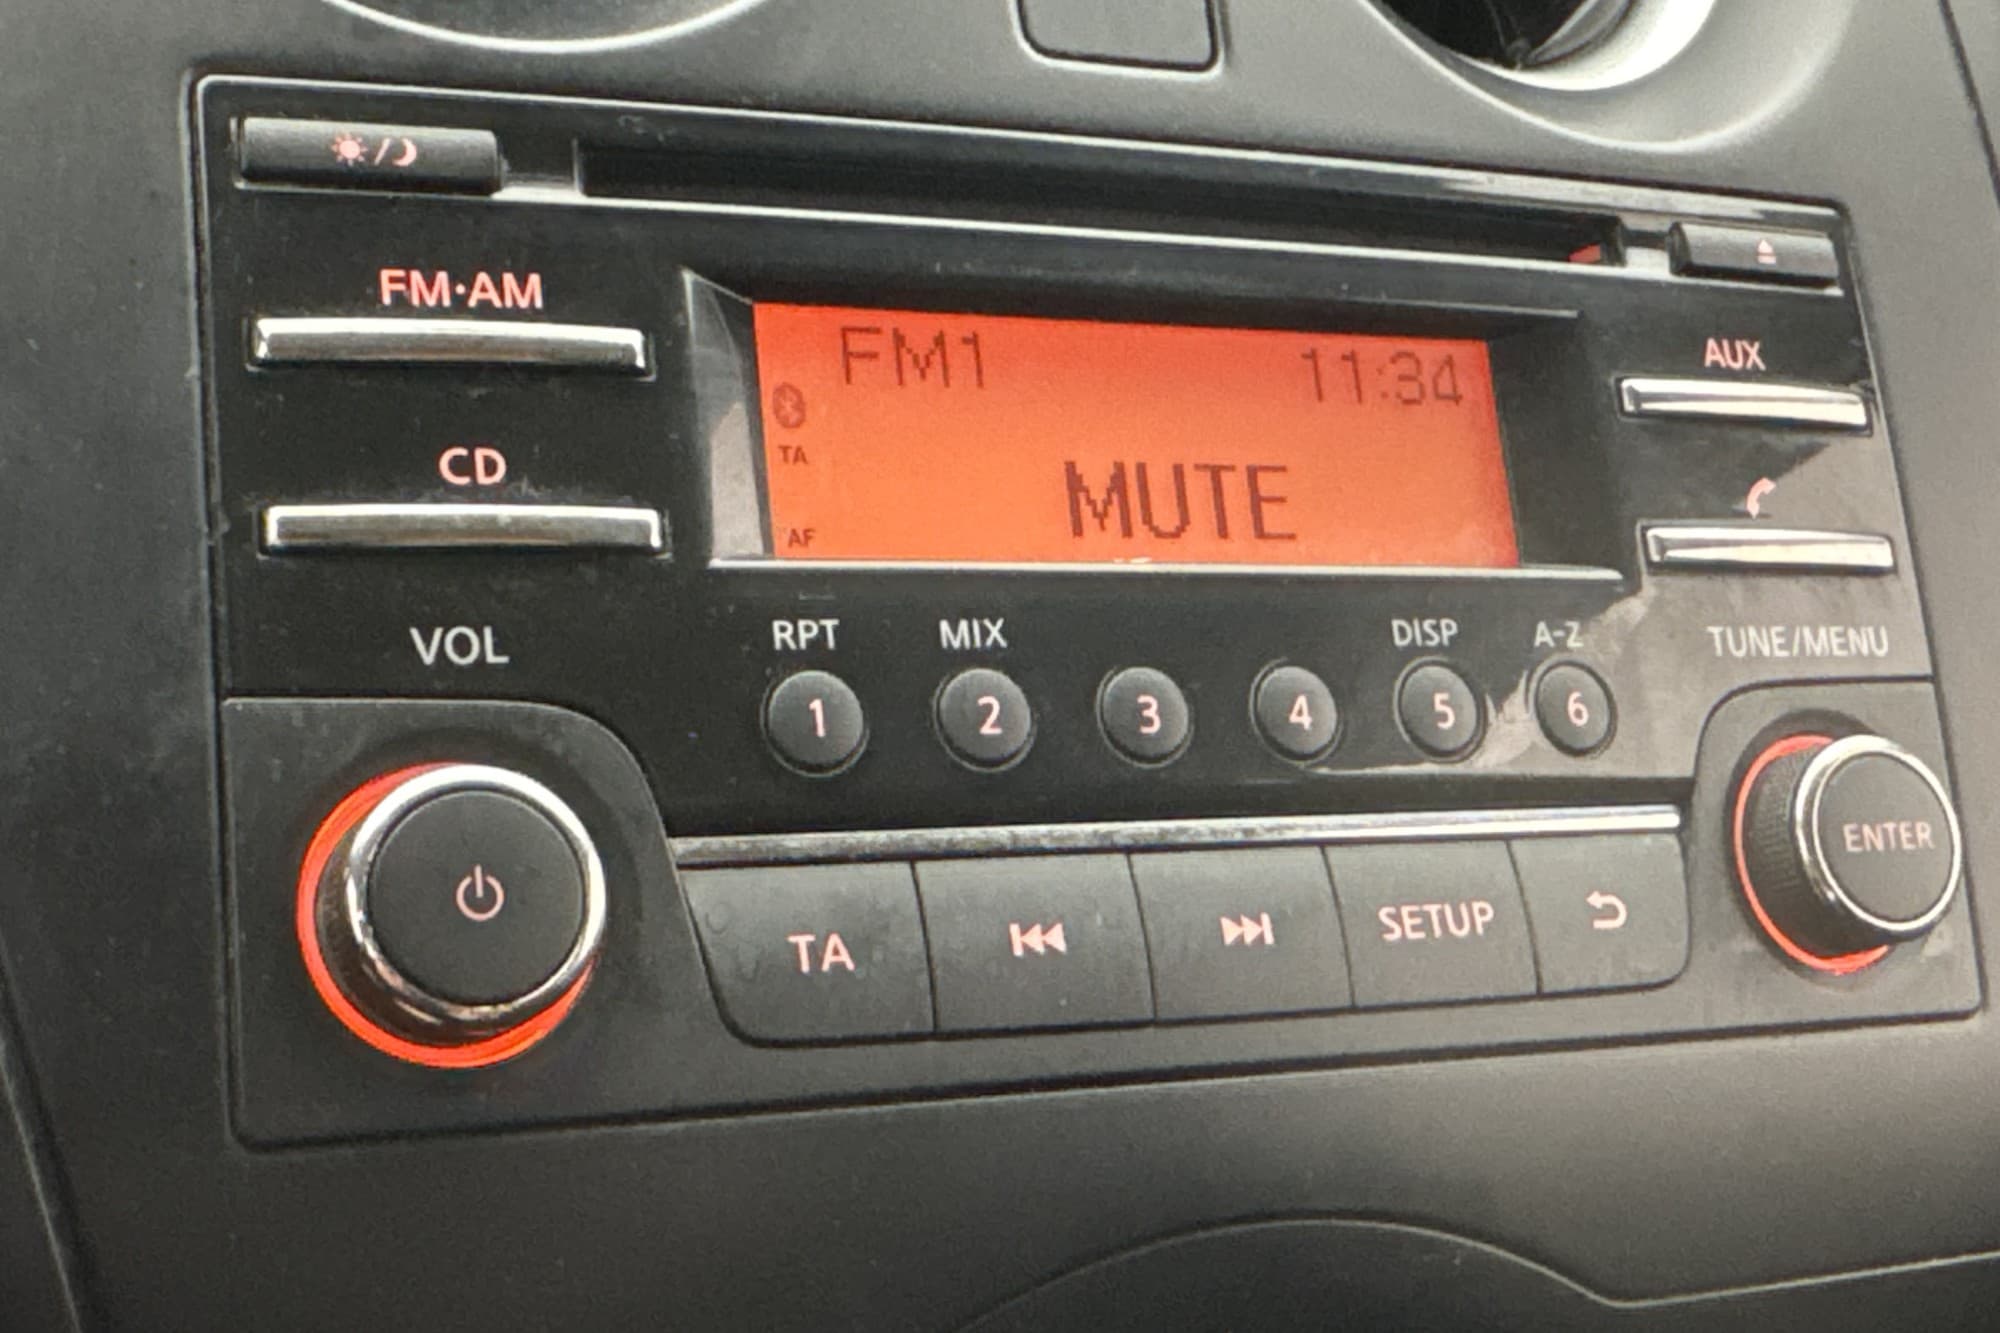 FM·AM
CD
VOL
FM1 11:34
TA
AF
MUTE
AUX
RPT MIX DISP A-Z
1 2 3 4 5 6
TUNE/MENU
TA
SETUP
ENTER